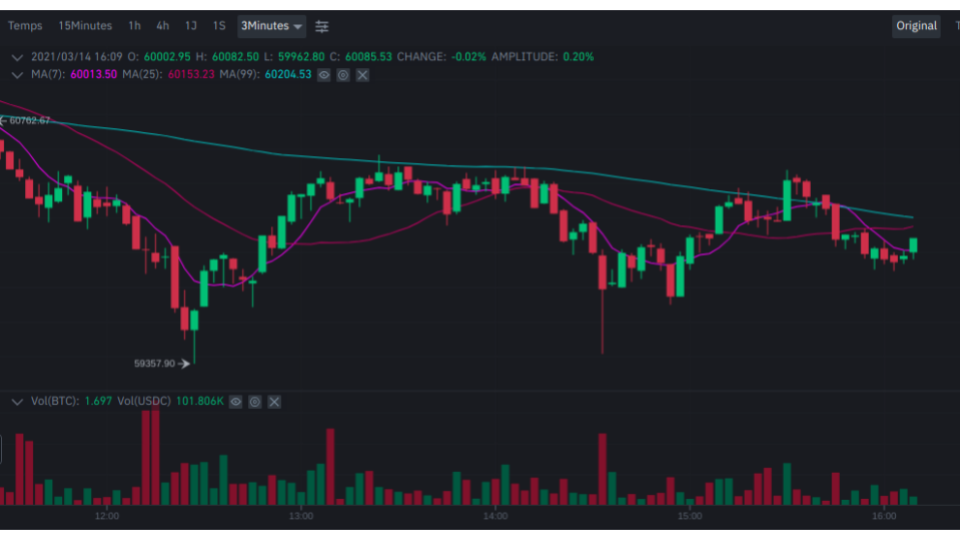 Temps 15Minutes 1h 4h 1J 1S 3Minutes Original
2021/03/14 16:09 O: 60002.95 H: 60082.50 L: 59962.80 C: 60085.53 CHANGE: -0.02% AMPLITUDE: 0.20%
MA(7): 60013.50 MA(25): 60153.23 MA(99): 60204.53
60762.67
59357.90
Vol(BTC): 1.697 Vol(USDC) 101.806K
12:00 13:00 14:00 15:00 16:00